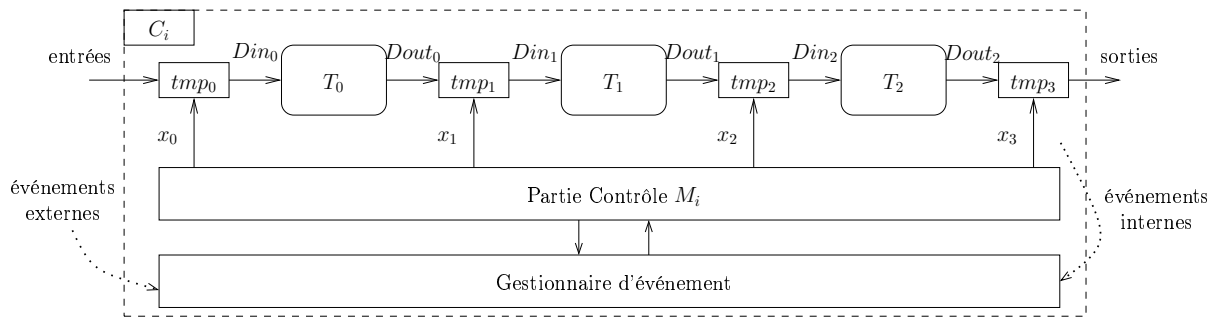 C_i
entrées
Din_0
Dout_0
Din_1
Dout_1
Din_2
Dout_2
sorties
tmp_0
T_0
tmp_1
T_1
tmp_2
T_2
tmp_3
x_0
x_1
x_2
x_3
événements
externes
Partie Contrôle M_i
événements
internes
Gestionnaire d'événement